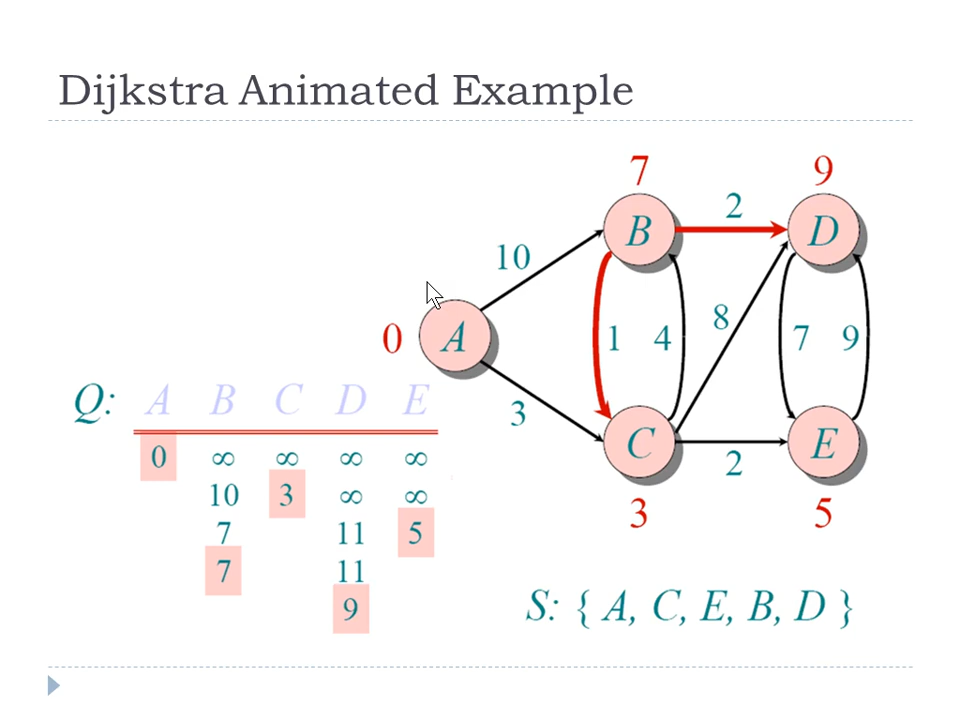 Dijkstra Animated Example
7 9
B 2 D
10
A
0
1 4 8 7 9
3
C 2 E
3 5
Q: A B C D E
0 ∞ ∞ ∞ ∞
10 3 ∞ ∞
7 11 5
7 11
9
S: { A, C, E, B, D }